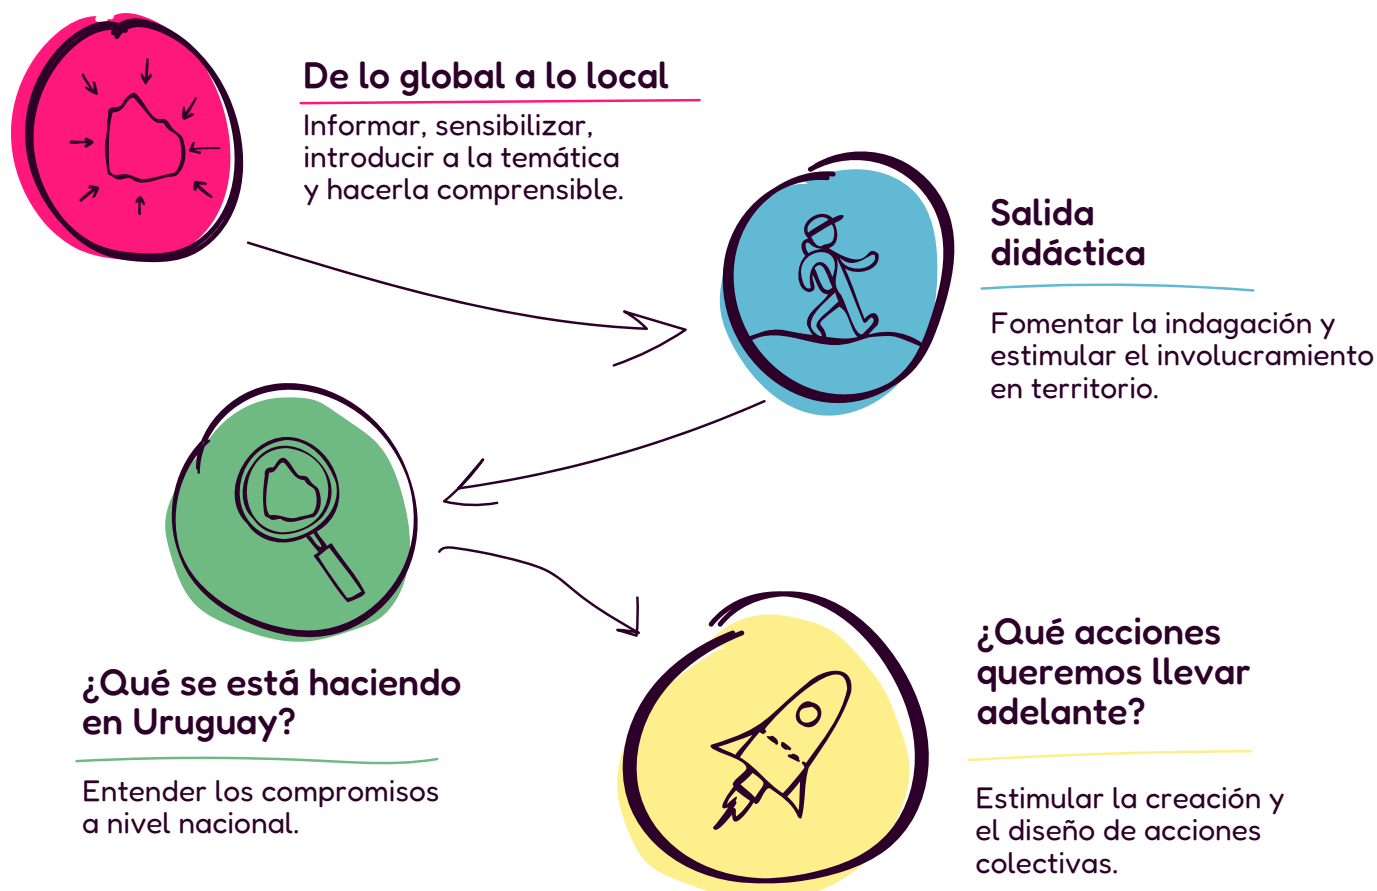 De lo global a lo local
Informar, sensibilizar,
introducir a la temática
y hacerla comprensible.
Salida
didáctica
Fomentar la indagación y
estimular el involucramiento
en territorio.
¿Qué se está haciendo
en Uruguay?
Entender los compromisos
a nivel nacional.
¿Qué acciones
queremos llevar
adelante?
Estimular la creación y
el diseño de acciones
colectivas.